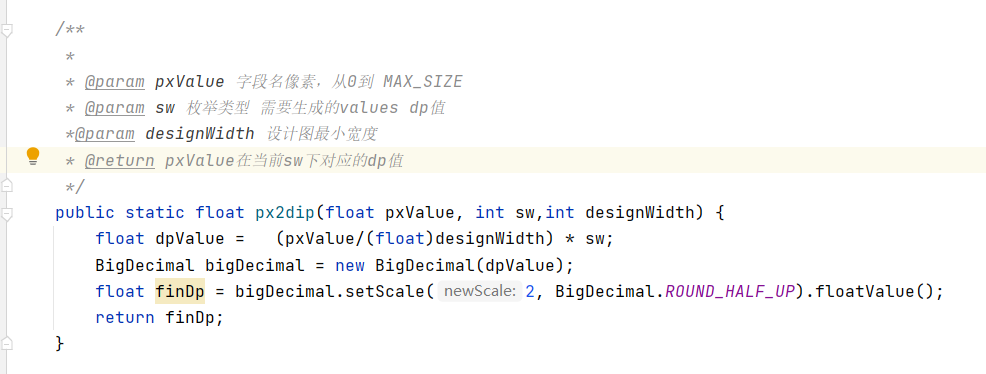 /**
 *
 * @param pxValue 字段名像素，从0到 MAX_SIZE
 * @param sw 枚举类型 需要生成的values dp值
 *@param designWidth 设计图最小宽度
 * @return pxValue在当前sw下对应的dp值
 */
public static float px2dip(float pxValue, int sw,int designWidth) {
    float dpValue =   (pxValue/(float)designWidth) * sw;
    BigDecimal bigDecimal = new BigDecimal(dpValue);
    float finDp = bigDecimal.setScale( newScale: 2, BigDecimal.ROUND_HALF_UP).floatValue();
    return finDp;
}